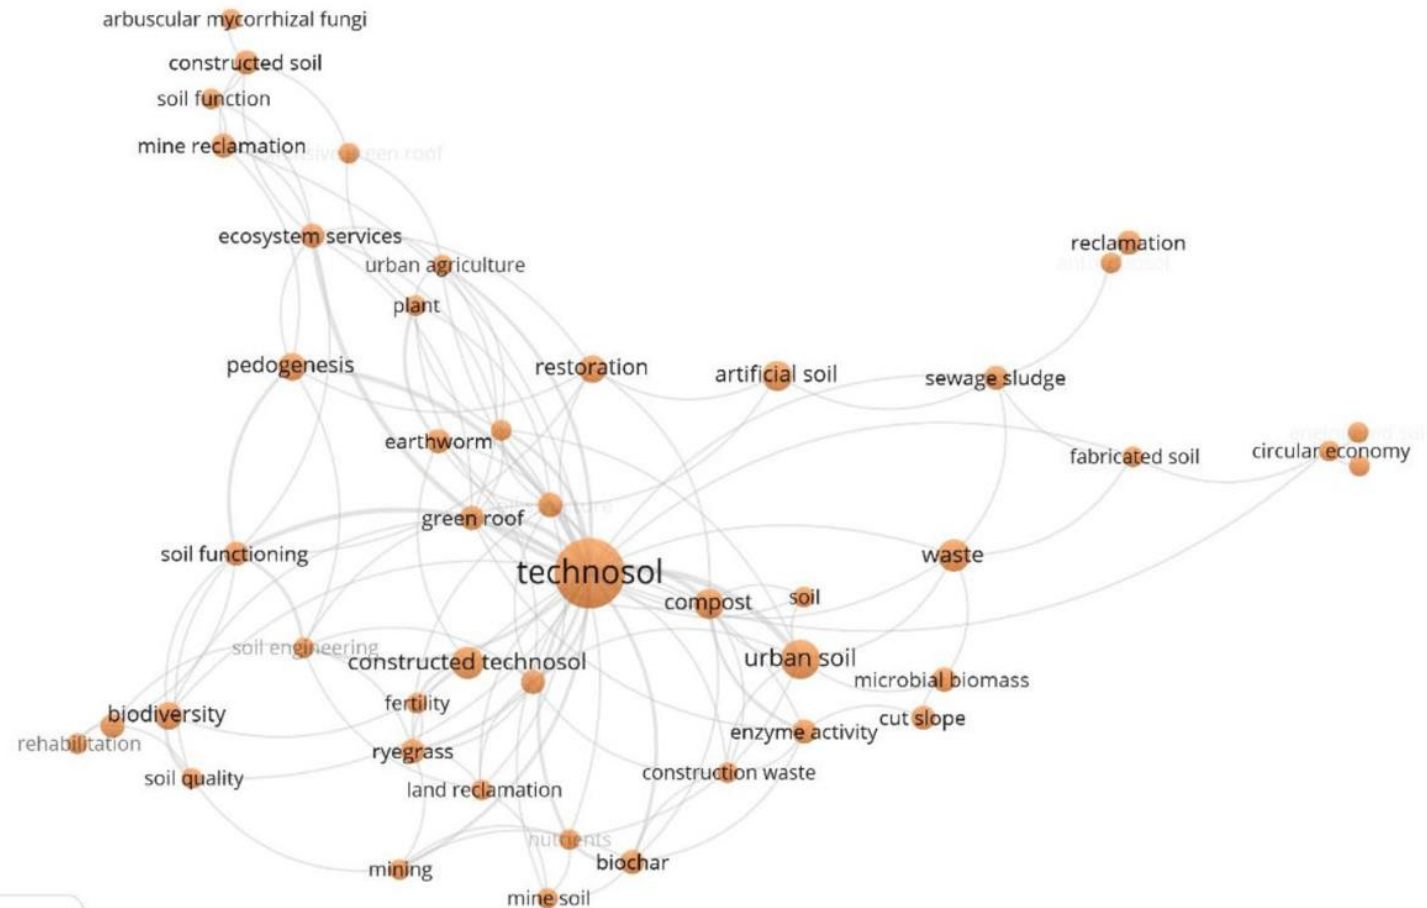 arbuscular mycorrhizal fungi
constructed soil
soil function
mine reclamation
green roof
ecosystem services
reclamation
urban agriculture
plant
pedogenesis
restoration
artificial soil
sewage sludge
earthworm
circular economy
fabricated soil
green roof
soil functioning
waste
technosol
compost
soil
soil engineering
constructed technosol
urban soil
microbial biomass
fertility
biodiversity
cut slope
enzyme activity
rehabilitation
ryegrass
construction waste
soil quality
land reclamation
nutrients
biochar
mining
mine soil